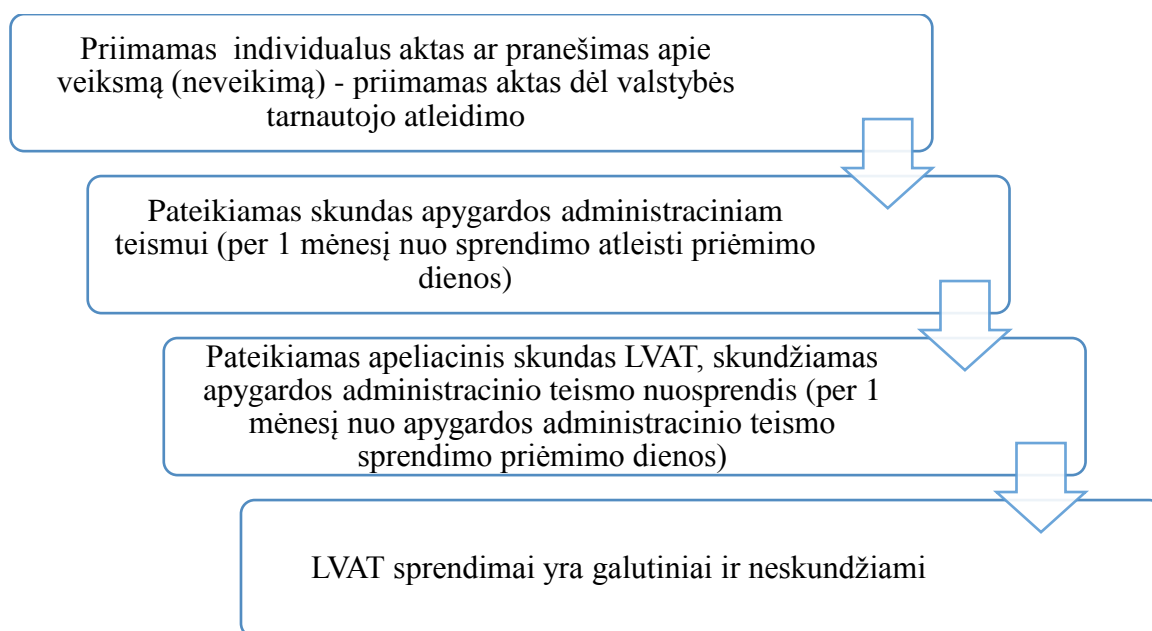 Priimamas individualus aktas ar pranešimas apie
veiksmą (neveikimą) - priimamas aktas dėl valstybės
tarnautojo atleidimo
Pateikiamas skundas apygardos administraciniam
teismui (per 1 mėnesį nuo sprendimo atleisti priėmimo
dienos)
Pateikiamas apeliacinis skundas LVAT, skundžiamas
apygardos administracinio teismo nuosprendis (per 1
mėnesį nuo apygardos administracinio teismo
sprendimo priėmimo dienos)
LVAT sprendimai yra galutiniai ir neskundžiami